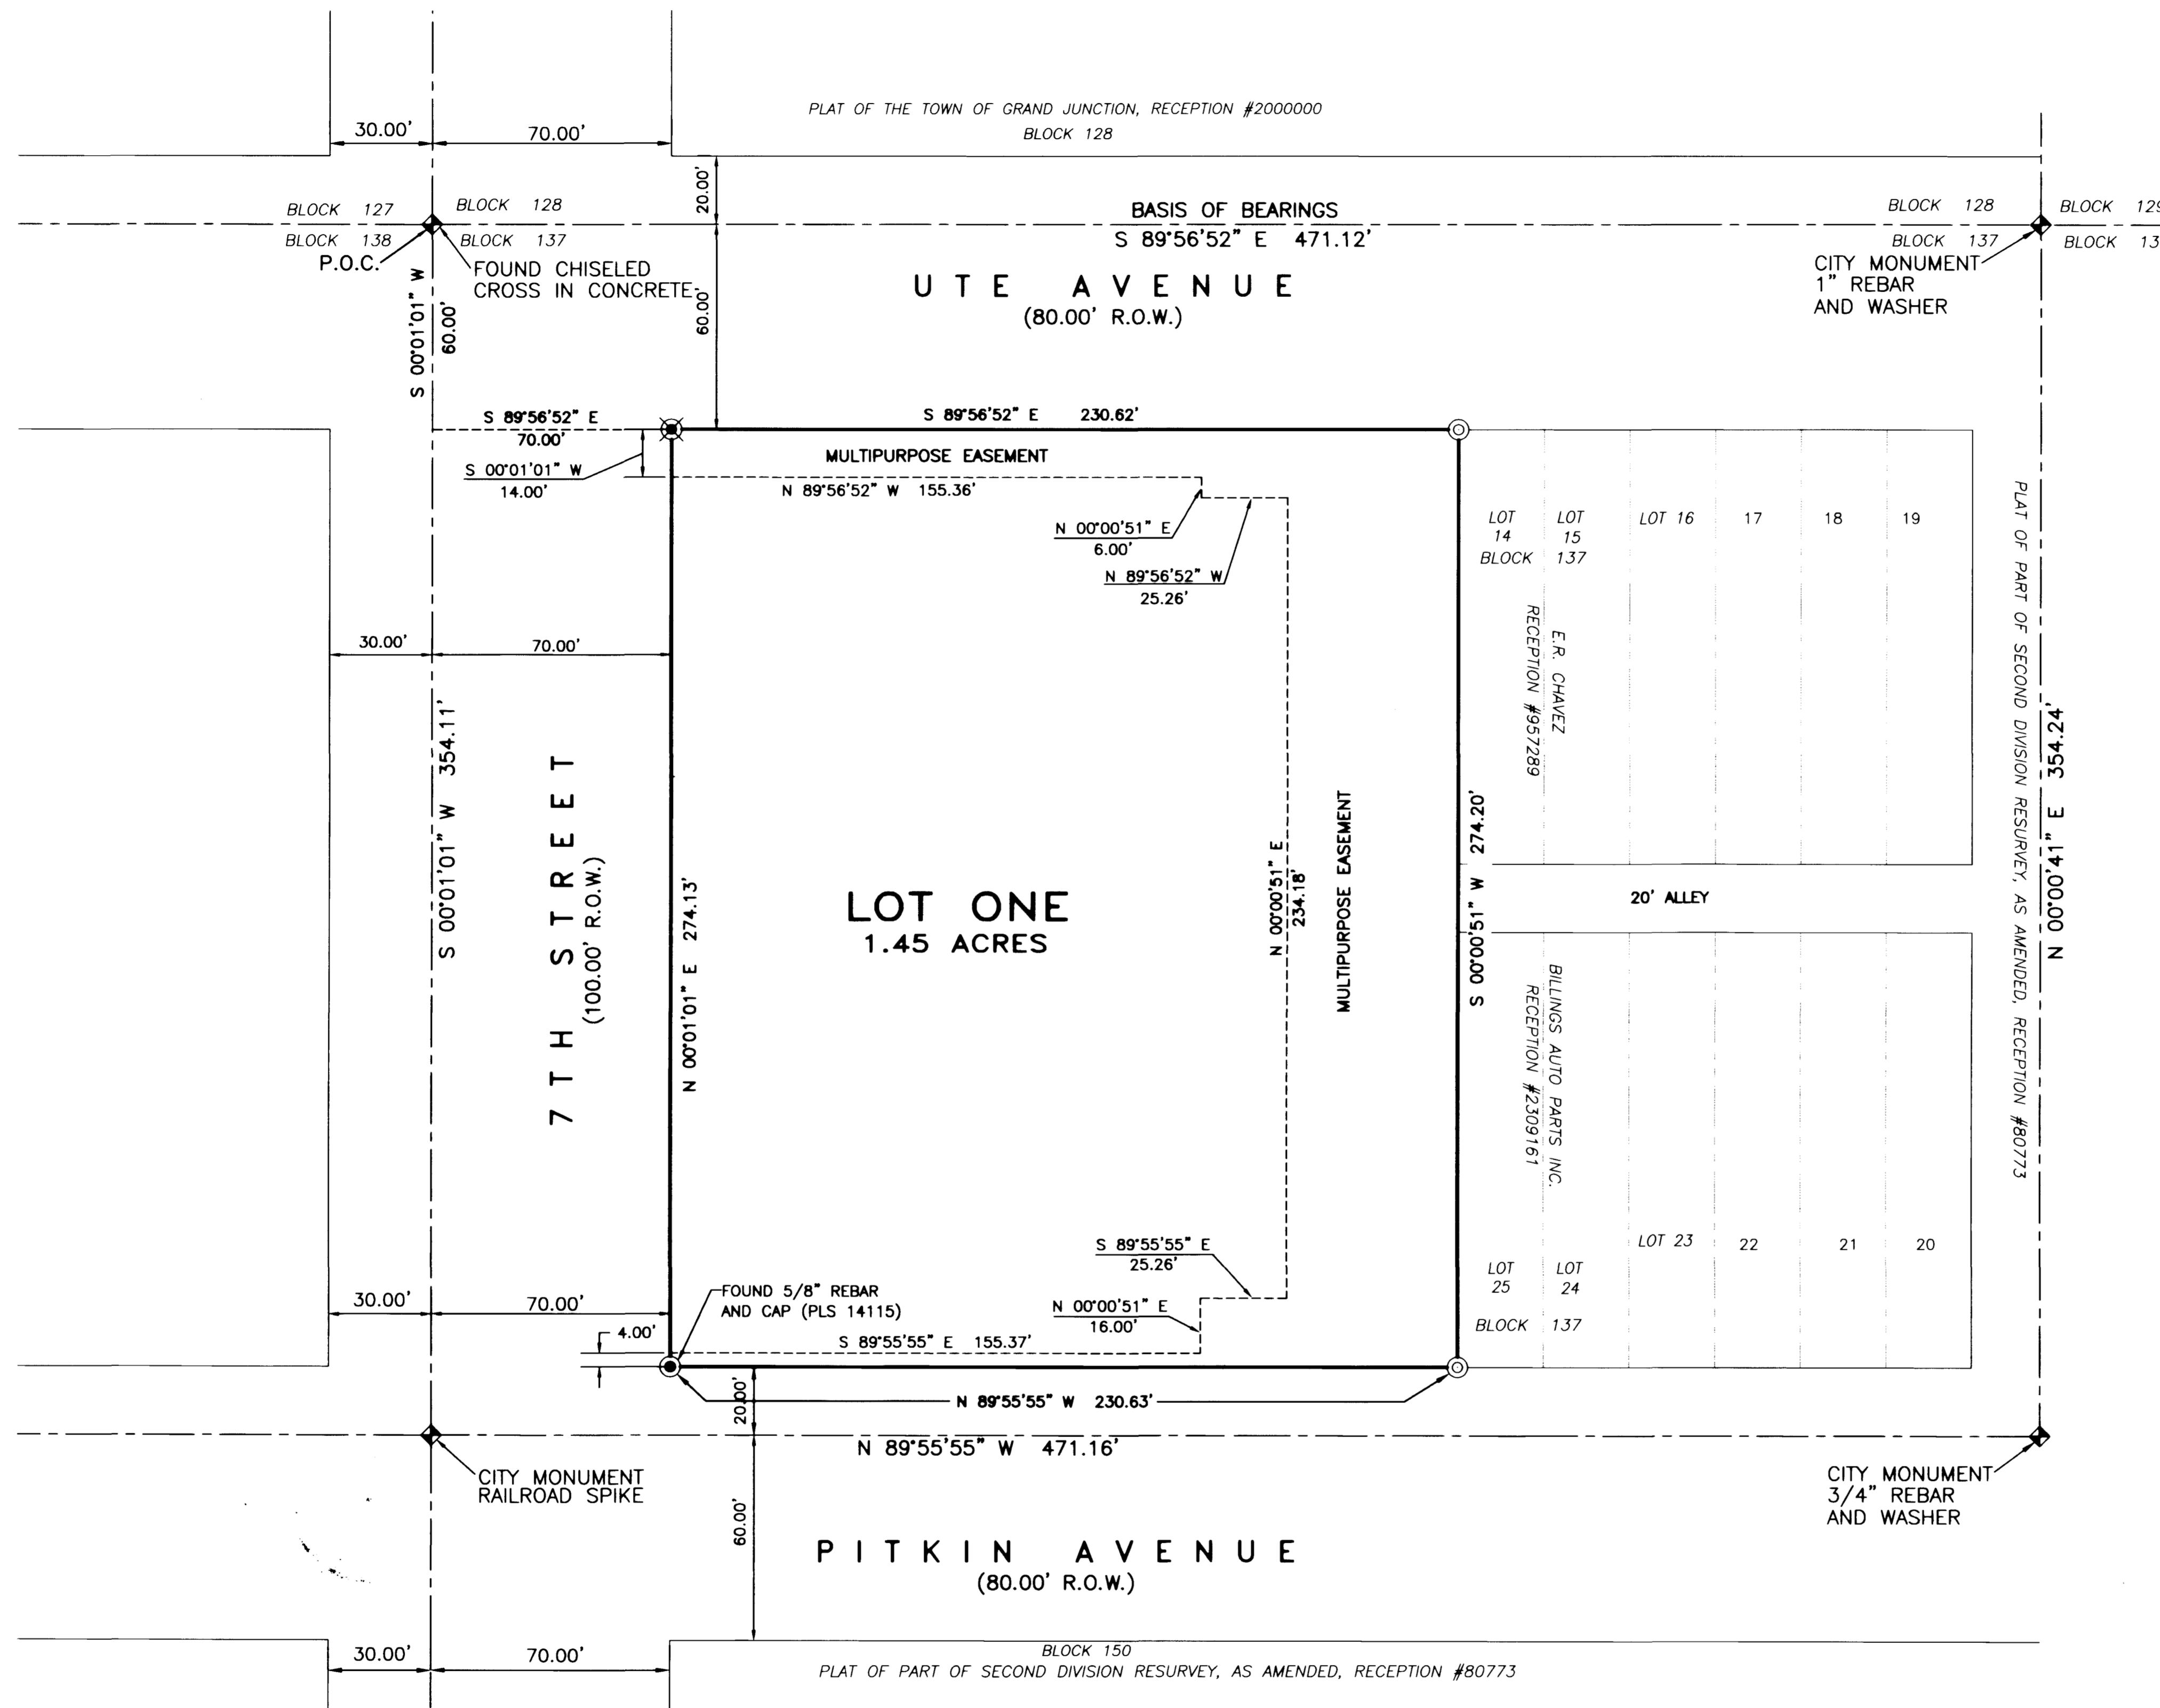 PLAT OF THE TOWN OF GRAND JUNCTION, RECEPTION #2000000
BLOCK 128
30.00'
70.00'
20.00'
BLOCK 127
BLOCK 128
BASIS OF BEARINGS
S 89°56'52" E 471.12'
BLOCK 128
BLOCK 129
BLOCK 138
BLOCK 137
BLOCK 137
BLOCK 13
P.O.C.
FOUND CHISELED
CROSS IN CONCRETE
UTE AVENUE
(80.00' R.O.W.)
CITY MONUMENT
1" REBAR
AND WASHER
S 00°01'01" W
60.00'
60.00'
S 89°56'52" E
70.00'
S 89°56'52" E 230.62'
MULTIPURPOSE EASEMENT
S 00°01'01" W
14.00'
N 89°56'52" W 155.36'
N 00°00'51" E
6.00'
N 89°56'52" W
25.26'
LOT
14
LOT
15
BLOCK 137
LOT 16
17
18
19
E.R. CHAVEZ
RECEPTION #957289
PLAT OF PART OF SECOND DIVISION RESURVEY, AS AMENDED, RECEPTION #80773
30.00'
70.00'
S 00°01'01" W 354.11'
7TH STREET
(100.00' R.O.W.)
N 00°01'01" E 274.13'
LOT ONE
1.45 ACRES
N 00°00'51" E
234.18'
MULTIPURPOSE EASEMENT
S 00°00'51" W 274.20'
20' ALLEY
N 00°00'41" E 354.24'
BILLINGS AUTO PARTS INC.
RECEPTION #2309161
LOT 23
22
21
20
LOT
25
LOT
24
BLOCK 137
S 89°55'55" E
25.26'
N 00°00'51" E
16.00'
FOUND 5/8" REBAR
AND CAP (PLS 14115)
30.00'
70.00'
4.00'
S 89°55'55" E 155.37'
N 89°55'55" W 230.63'
20.00'
N 89°55'55" W 471.16'
CITY MONUMENT
RAILROAD SPIKE
CITY MONUMENT
3/4" REBAR
AND WASHER
60.00'
PITKIN AVENUE
(80.00' R.O.W.)
30.00'
70.00'
BLOCK 150
PLAT OF PART OF SECOND DIVISION RESURVEY, AS AMENDED, RECEPTION #80773